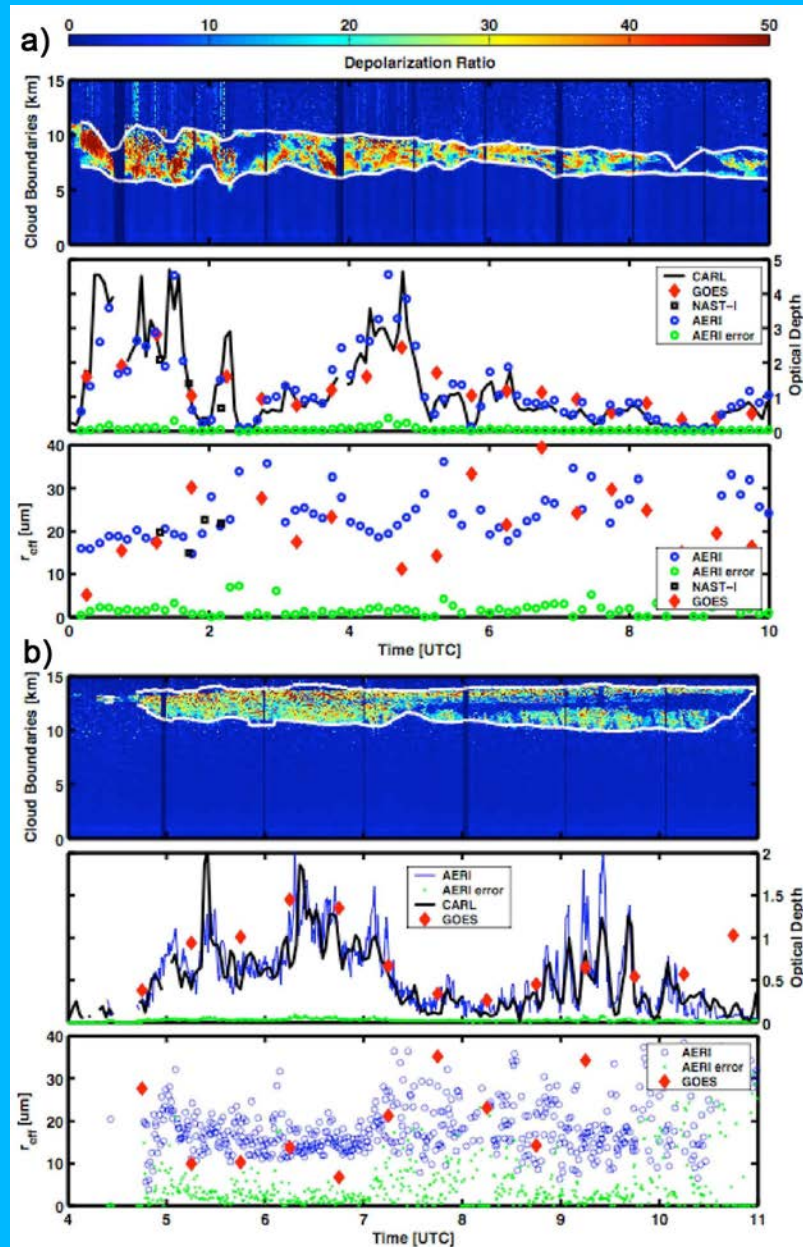 a)
0 10 20 30 40 50
Depolarization Ratio
15
10
5
0
Cloud Boundaries [km]
CARL
GOES
NAST-I
AERI
AERI error
5
4
3
2
1
0
Optical Depth
40
30
20
10
0
r_eff [um]
AERI
AERI error
NAST-I
GOES
0 2 4 6 8 10
Time [UTC]
b)
15
10
5
0
Cloud Boundaries [km]
AERI
AERI error
CARL
GOES
2
1.5
1
0.5
0
Optical Depth
40
30
20
10
0
r_eff [um]
AERI
AERI error
GOES
4 5 6 7 8 9 10 11
Time [UTC]